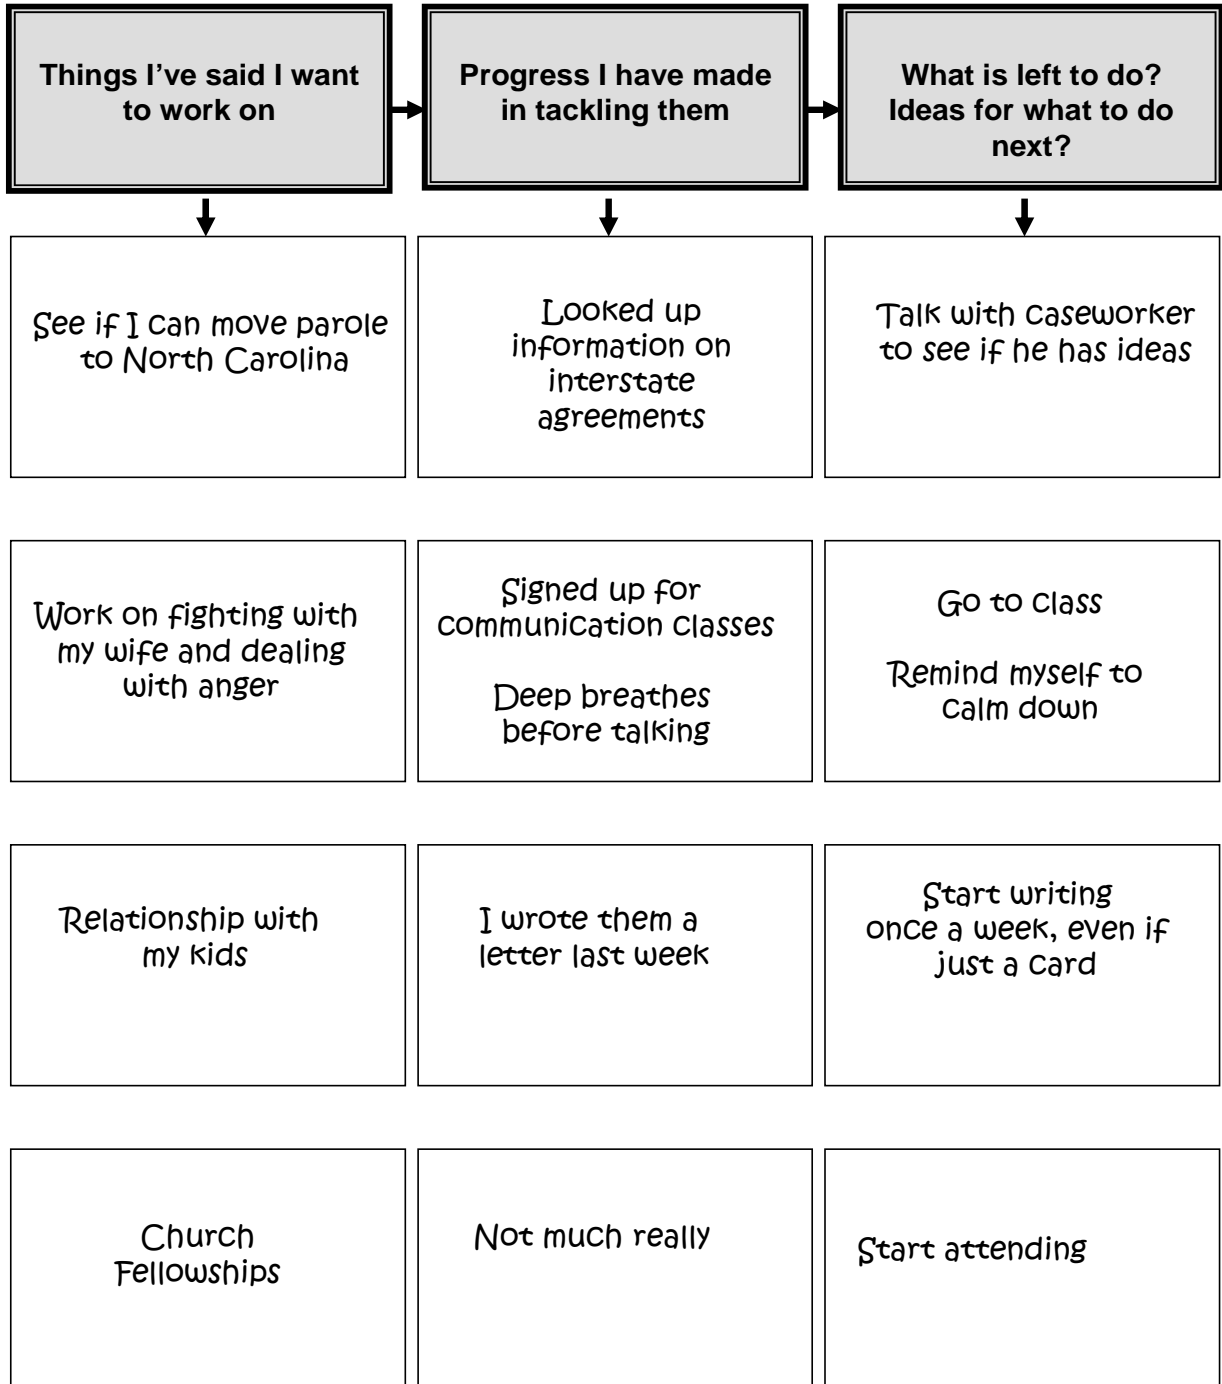 Things I've said I want
to work on
Progress I have made
in tackling them
What is left to do?
Ideas for what to do
next?
See if I can move parole
to North Carolina
Looked up
information on
interstate
agreements
Talk with caseworker
to see if he has ideas
Work on fighting with
my wife and dealing
with anger
Signed up for
communication classes
Deep breathes
before talking
Go to class
Remind myself to
calm down
Relationship with
my kids
I wrote them a
letter last week
Start writing
once a week, even if
just a card
Church
Fellowships
Not much really
Start attending